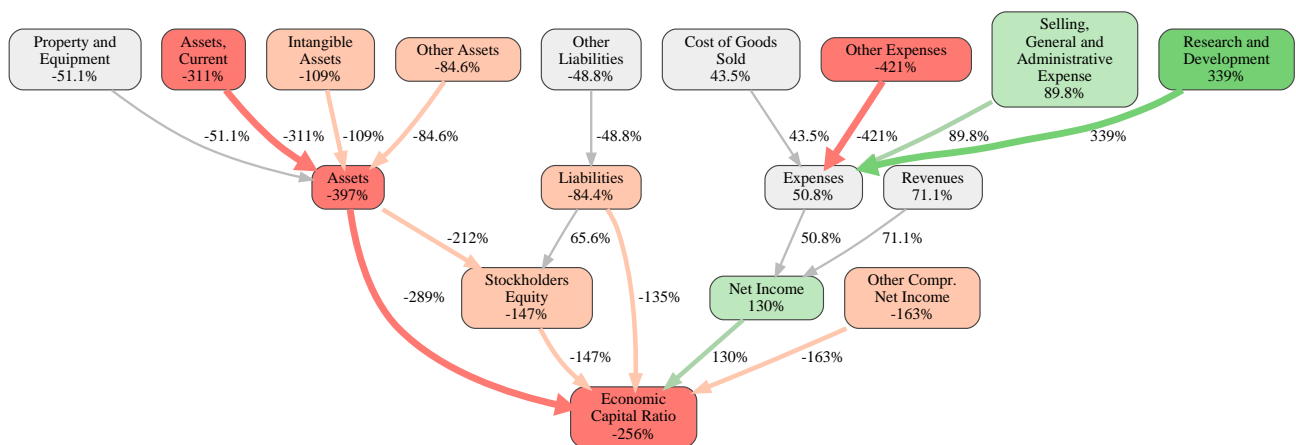 Property and
Equipment
-51.1%
Assets,
Current
-311%
Intangible
Assets
-109%
Other Assets
-84.6%
Other
Liabilities
-48.8%
Cost of Goods
Sold
43.5%
Other Expenses
-421%
Selling,
General and
Administrative
Expense
89.8%
Research and
Development
339%
-51.1%
-311%
-109%
-84.6%
-48.8%
43.5%
-421%
89.8%
339%
Assets
-397%
Liabilities
-84.4%
Expenses
50.8%
Revenues
71.1%
-212%
65.6%
50.8%
71.1%
Stockholders
Equity
-147%
Net Income
130%
Other Compr.
Net Income
-163%
-289%
-135%
-147%
130%
-163%
Economic
Capital Ratio
-256%